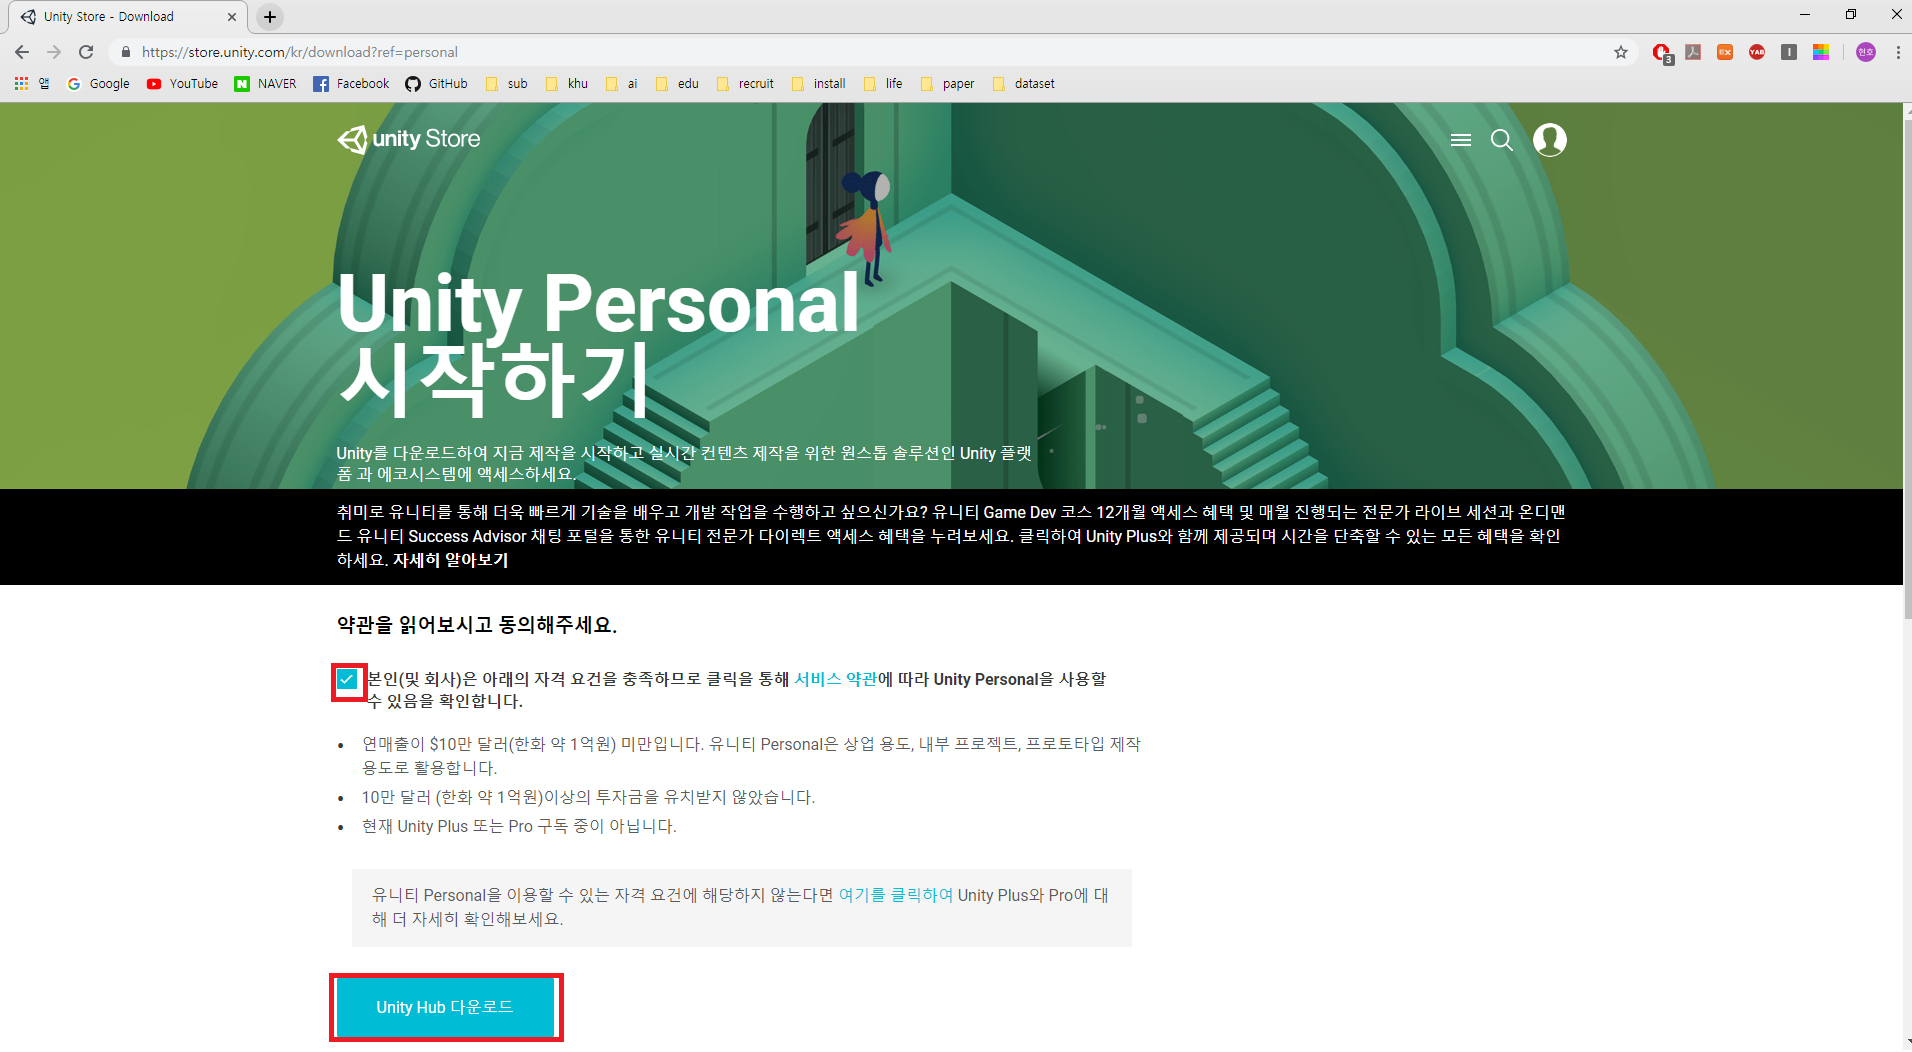 Unity Store - Download
https://store.unity.com/kr/download?ref=personal
앱 Google YouTube NAVER Facebook GitHub sub khu ai edu recruit install life paper dataset
3
EX
YAB
I
현호
unity Store
Unity Personal
시작하기
Unity를 다운로드하여 지금 제작을 시작하고 실시간 컨텐츠 제작을 위한 원스톱 솔루션인 Unity 플랫
폼 과 에코시스템에 액세스하세요.
취미로 유니티를 통해 더욱 빠르게 기술을 배우고 개발 작업을 수행하고 싶으신가요? 유니티 Game Dev 코스 12개월 액세스 혜택 및 매월 진행되는 전문가 라이브 세션과 온디맨
드 유니티 Success Advisor 채팅 포털을 통한 유니티 전문가 다이렉트 액세스 혜택을 누려보세요. 클릭하여 Unity Plus와 함께 제공되며 시간을 단축할 수 있는 모든 혜택을 확인
하세요. 자세히 알아보기
약관을 읽어보시고 동의해주세요.
본인(및 회사)은 아래의 자격 요건을 충족하므로 클릭을 통해 서비스 약관에 따라 Unity Personal을 사용할
수 있음을 확인합니다.
• 연매출이 $10만 달러(한화 약 1억원) 미만입니다. 유니티 Personal은 상업 용도, 내부 프로젝트, 프로토타입 제작
용도로 활용합니다.
• 10만 달러 (한화 약 1억원)이상의 투자금을 유치받지 않았습니다.
• 현재 Unity Plus 또는 Pro 구독 중이 아닙니다.
유니티 Personal을 이용할 수 있는 자격 요건에 해당하지 않는다면 여기를 클릭하여 Unity Plus와 Pro에 대
해 더 자세히 확인해보세요.
Unity Hub 다운로드